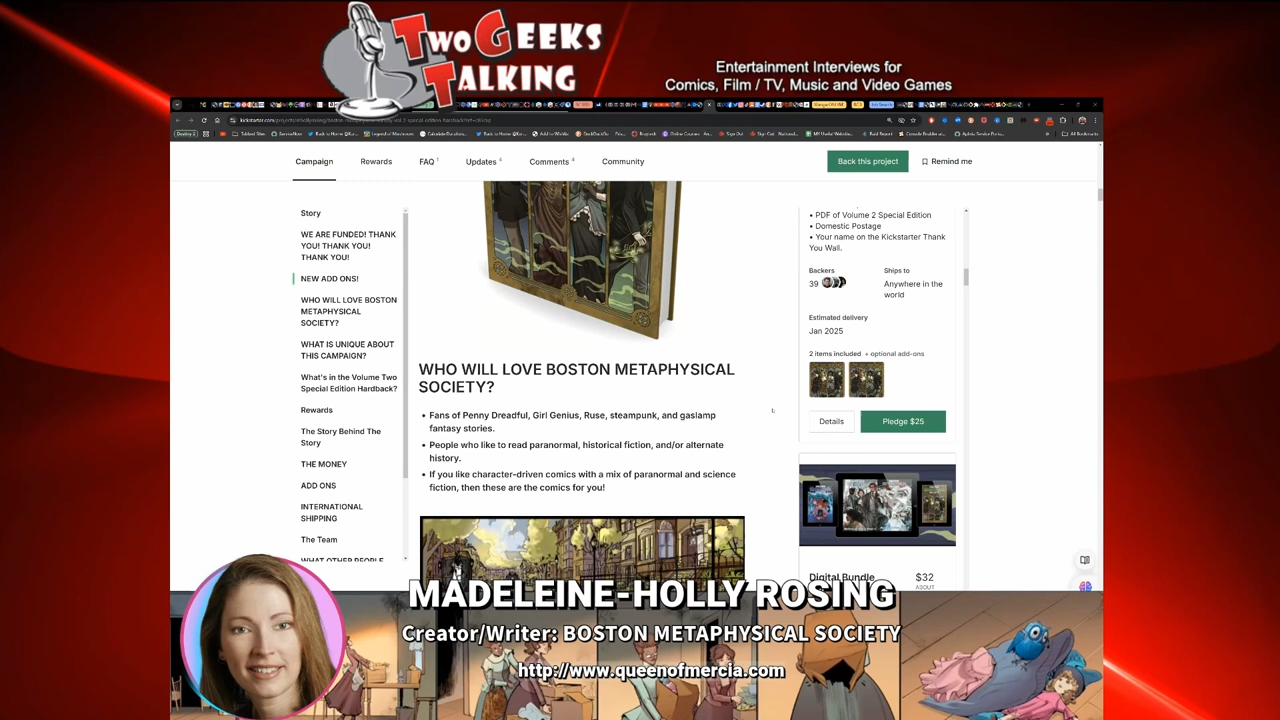 Two Geeks
Talking
Entertainment Interviews for
Comics, Film / TV, Music and Video Games
Campaign
Rewards
FAQ 1
Updates 4
Comments 4
Community
Back this project
Remind me
Story
WE ARE FUNDED! THANK
YOU! THANK YOU! THANK
YOU!
NEW ADD ONS!
WHO WILL LOVE BOSTON
METAPHYSICAL
SOCIETY?
WHAT IS UNIQUE ABOUT
THIS CAMPAIGN?
What's in the Volume Two
Special Edition Hardback?
Rewards
The Story Behind The
Story
THE MONEY
ADD ONS
INTERNATIONAL
SHIPPING
The Team
WHAT OTHER PEOPLE
WHO WILL LOVE BOSTON METAPHYSICAL
SOCIETY?
• Fans of Penny Dreadful, Girl Genius, Ruse, steampunk, and gaslamp
fantasy stories.
• People who like to read paranormal, historical fiction, and/or alternate
history.
• If you like character-driven comics with a mix of paranormal and science
fiction, then these are the comics for you!
• PDF of Volume 2 Special Edition
• Domestic Postage
• Your name on the Kickstarter Thank
You Wall.
Backers
39
Ships to
Anywhere in the
world
Estimated delivery
Jan 2025
2 items included + optional add-ons
Details
Pledge $25
Digital Bundle
$32
ABOUT
MADELEINE-HOLLY ROSING
Creator/Writer: BOSTON METAPHYSICAL SOCIETY
http://www.queenofmercia.com